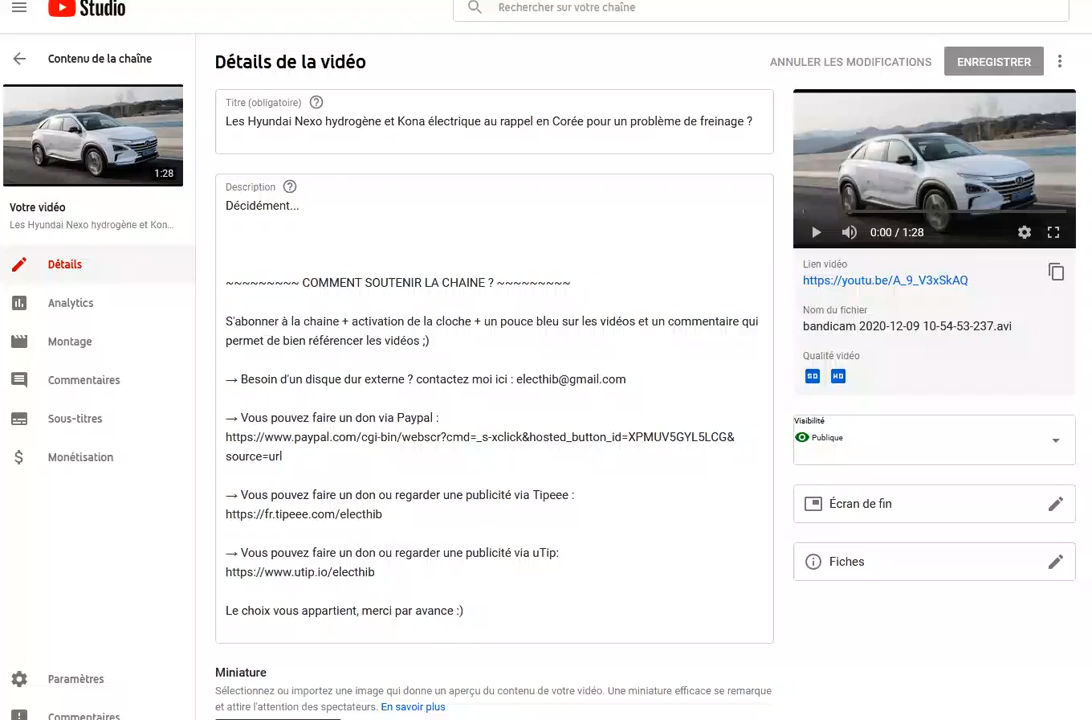 Studio
Rechercher sur votre chaîne
Contenu de la chaîne
1:28
Votre vidéo
Les Hyundai Nexo hydrogène et Kon...
Détails
Analytics
Montage
Commentaires
Sous-titres
Monétisation
Paramètres
Commentaires
Détails de la vidéo
ANNULER LES MODIFICATIONS
ENREGISTRER
Titre (obligatoire)
Les Hyundai Nexo hydrogène et Kona électrique au rappel en Corée pour un problème de freinage ?
Description
Décidément...
~~~~~~~~~ COMMENT SOUTENIR LA CHAINE ? ~~~~~~~~~
S'abonner à la chaine + activation de la cloche + un pouce bleu sur les vidéos et un commentaire qui
permet de bien référencer les vidéos ;)
→ Besoin d'un disque dur externe ? contactez moi ici : electhib@gmail.com
→ Vous pouvez faire un don via Paypal :
https://www.paypal.com/cgi-bin/webscr?cmd=_s-xclick&hosted_button_id=XPMUV5GYL5LCG&
source=url
→ Vous pouvez faire un don ou regarder une publicité via Tipeee :
https://fr.tipeee.com/electhib
→ Vous pouvez faire un don ou regarder une publicité via uTip:
https://www.utip.io/electhib
Le choix vous appartient, merci par avance :)
Miniature
Sélectionnez ou importez une image qui donne un aperçu du contenu de votre vidéo. Une miniature efficace se remarque
et attire l'attention des spectateurs. En savoir plus
0:00 / 1:28
Lien vidéo
https://youtu.be/A_9_V3xSkAQ
Nom du fichier
bandicam 2020-12-09 10-54-53-237.avi
Qualité vidéo
SD HD
Visibilité
Publique
Écran de fin
Fiches